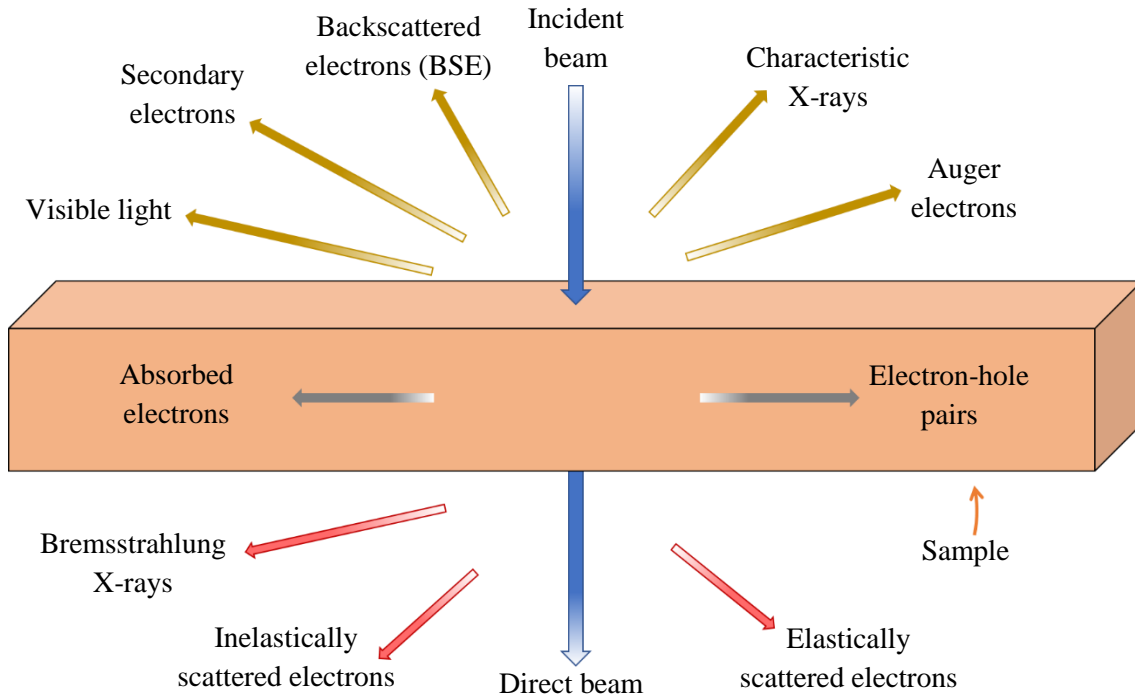 Incident
beam
Backscattered
electrons (BSE)
Secondary
electrons
Visible light
Characteristic
X-rays
Auger
electrons
Absorbed
electrons
Electron-hole
pairs
Bremsstrahlung
X-rays
Inelastically
scattered electrons
Direct beam
Elastically
scattered electrons
Sample